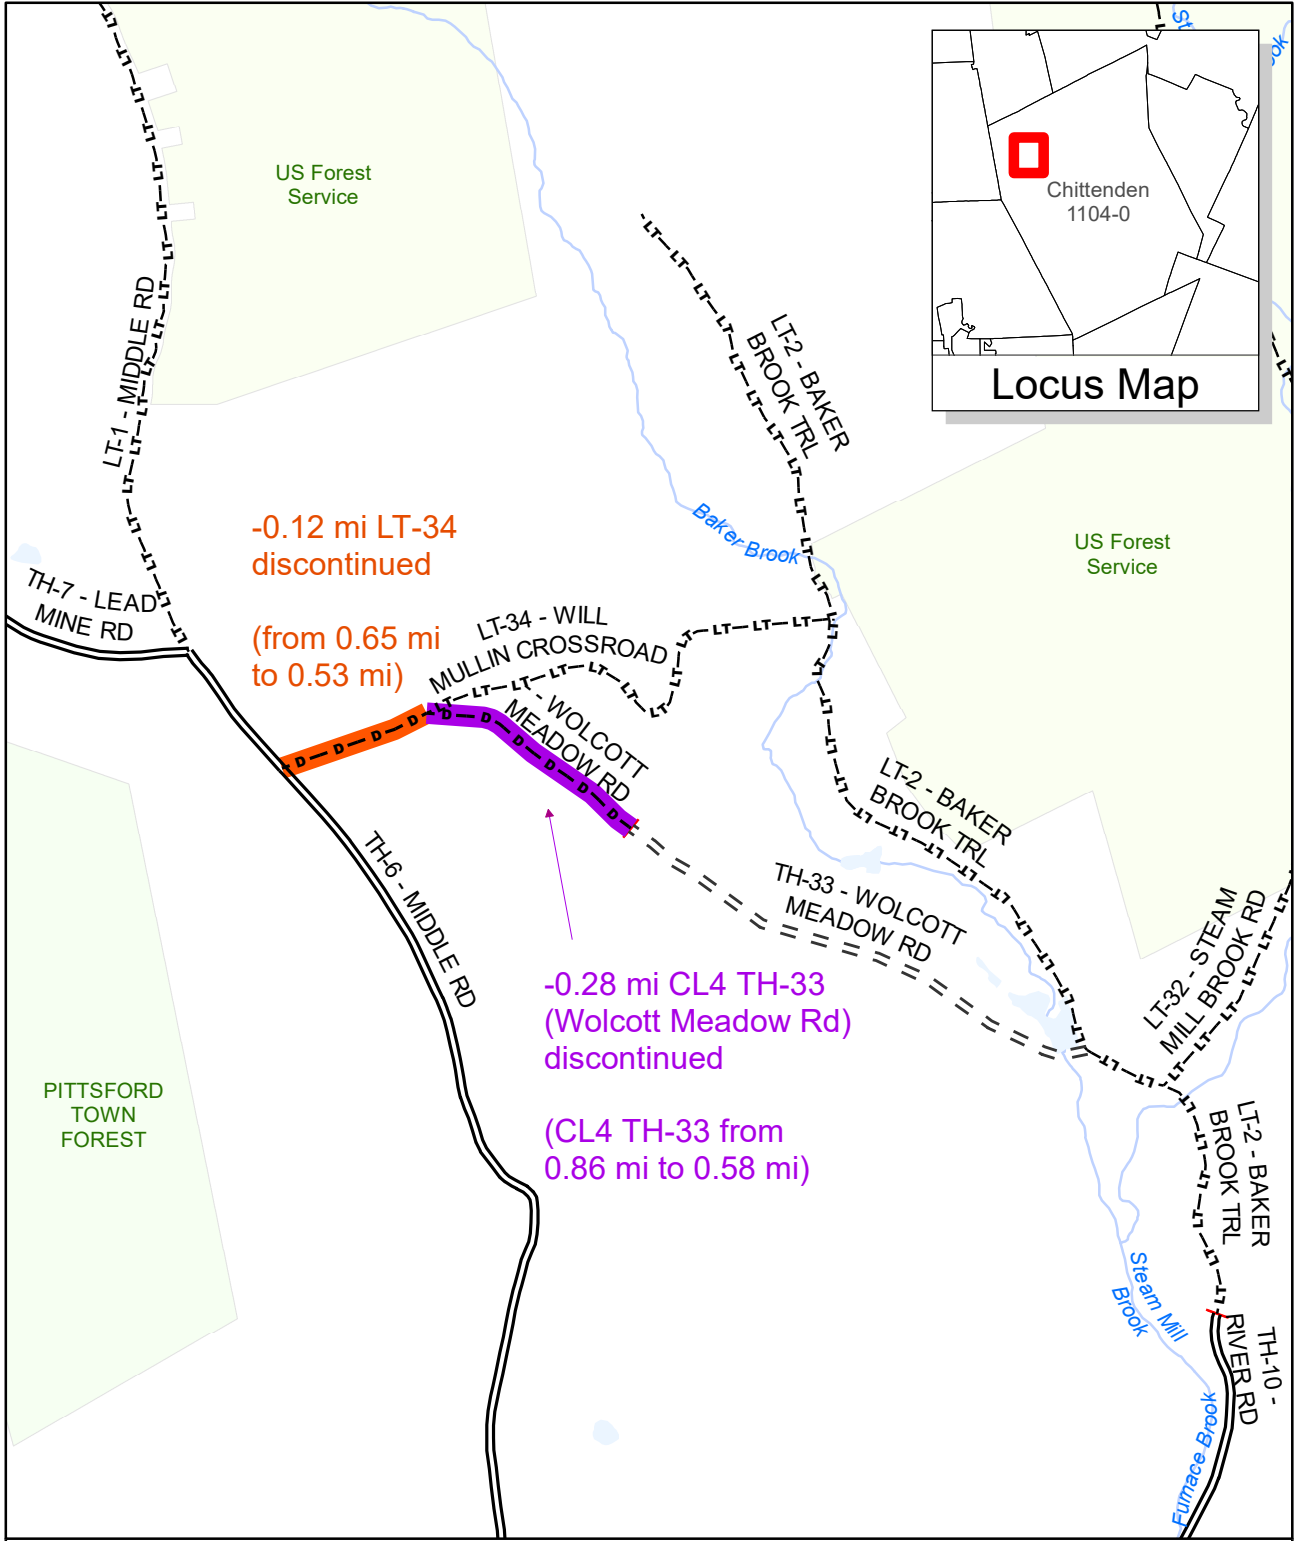 St
ook
US Forest
Service
Chittenden
1104-0
Locus Map
LT-1 - MIDDLE RD
LT-2 - BAKER
BROOK TRL
Baker Brook
-0.12 mi LT-34
discontinued
(from 0.65 mi
to 0.53 mi)
US Forest
Service
TH-7 - LEAD
MINE RD
LT-34 - WILL
MULLIN CROSSROAD
- WOLCOTT
MEADOW RD
LT-2 - BAKER
BROOK TRL
TH-6 - MIDDLE RD
TH-33 - WOLCOTT
MEADOW RD
LT-32 - STEAM
MILL BROOK RD
-0.28 mi CL4 TH-33
(Wolcott Meadow Rd)
discontinued
(CL4 TH-33 from
0.86 mi to 0.58 mi)
PITTSFORD
TOWN
FOREST
LT-2 - BAKER
BROOK TRL
Steam Mill
Brook
TH-10 -
RIVER RD
Furnace Brook